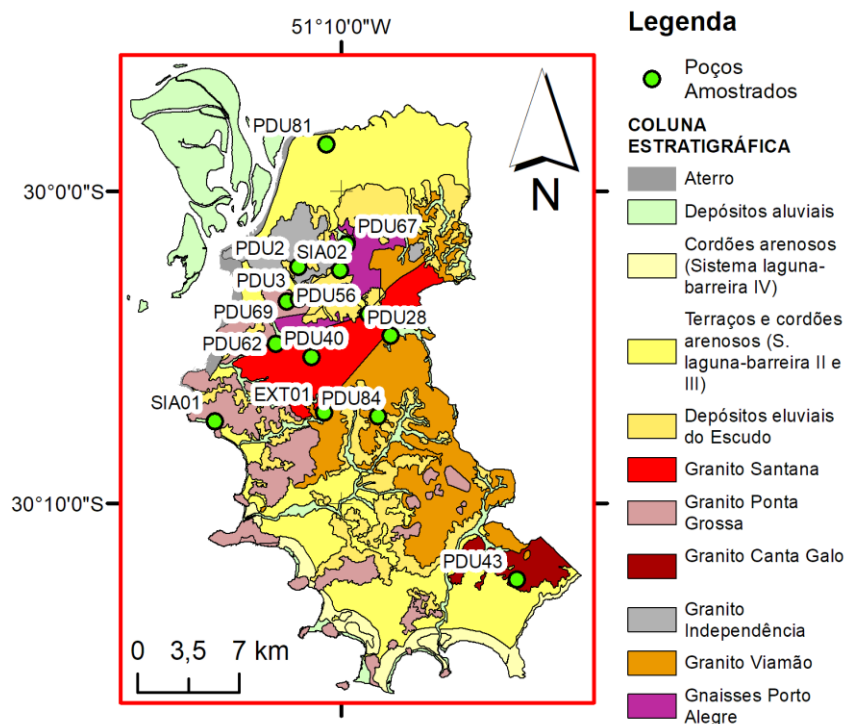 51°10'0"W
Legenda
Poços
Amostrados
COLUNA
ESTRATIGRÁFICA
Aterro
Depósitos aluviais
Cordões arenosos
(Sistema laguna-
barreira IV)
Terraços e cordões
arenosos (S.
laguna-barreira II e
III)
Depósitos eluviais
do Escudo
Granito Santana
Granito Ponta
Grossa
Granito Canta Galo
Granito
Independência
Granito Viamão
Gnaisses Porto
Alegre
PDU81
30°0'0"S
N
PDU67
PDU2
SIA02
PDU3
PDU56
PDU69
PDU28
PDU62
PDU40
EXT01
PDU84
SIA01
30°10'0"S
PDU43
0 3,5 7 km